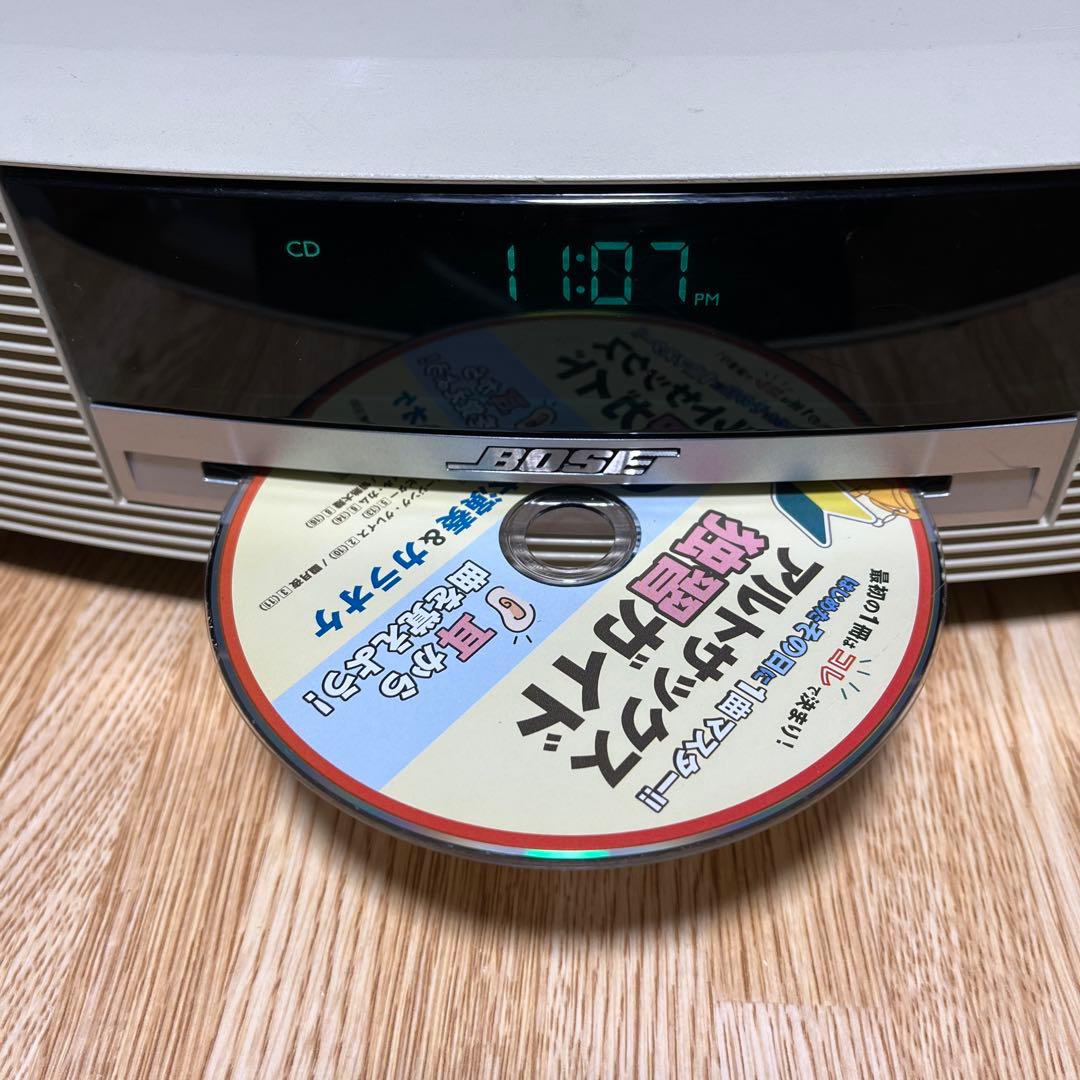 CD
11:07 PM
BOSE
最初の1冊はコレで決まり!
はじめたその日に1曲マスター!!
アルトサックス
独習ガイド
耳から
曲を覚えよう!
演奏&カラオケ